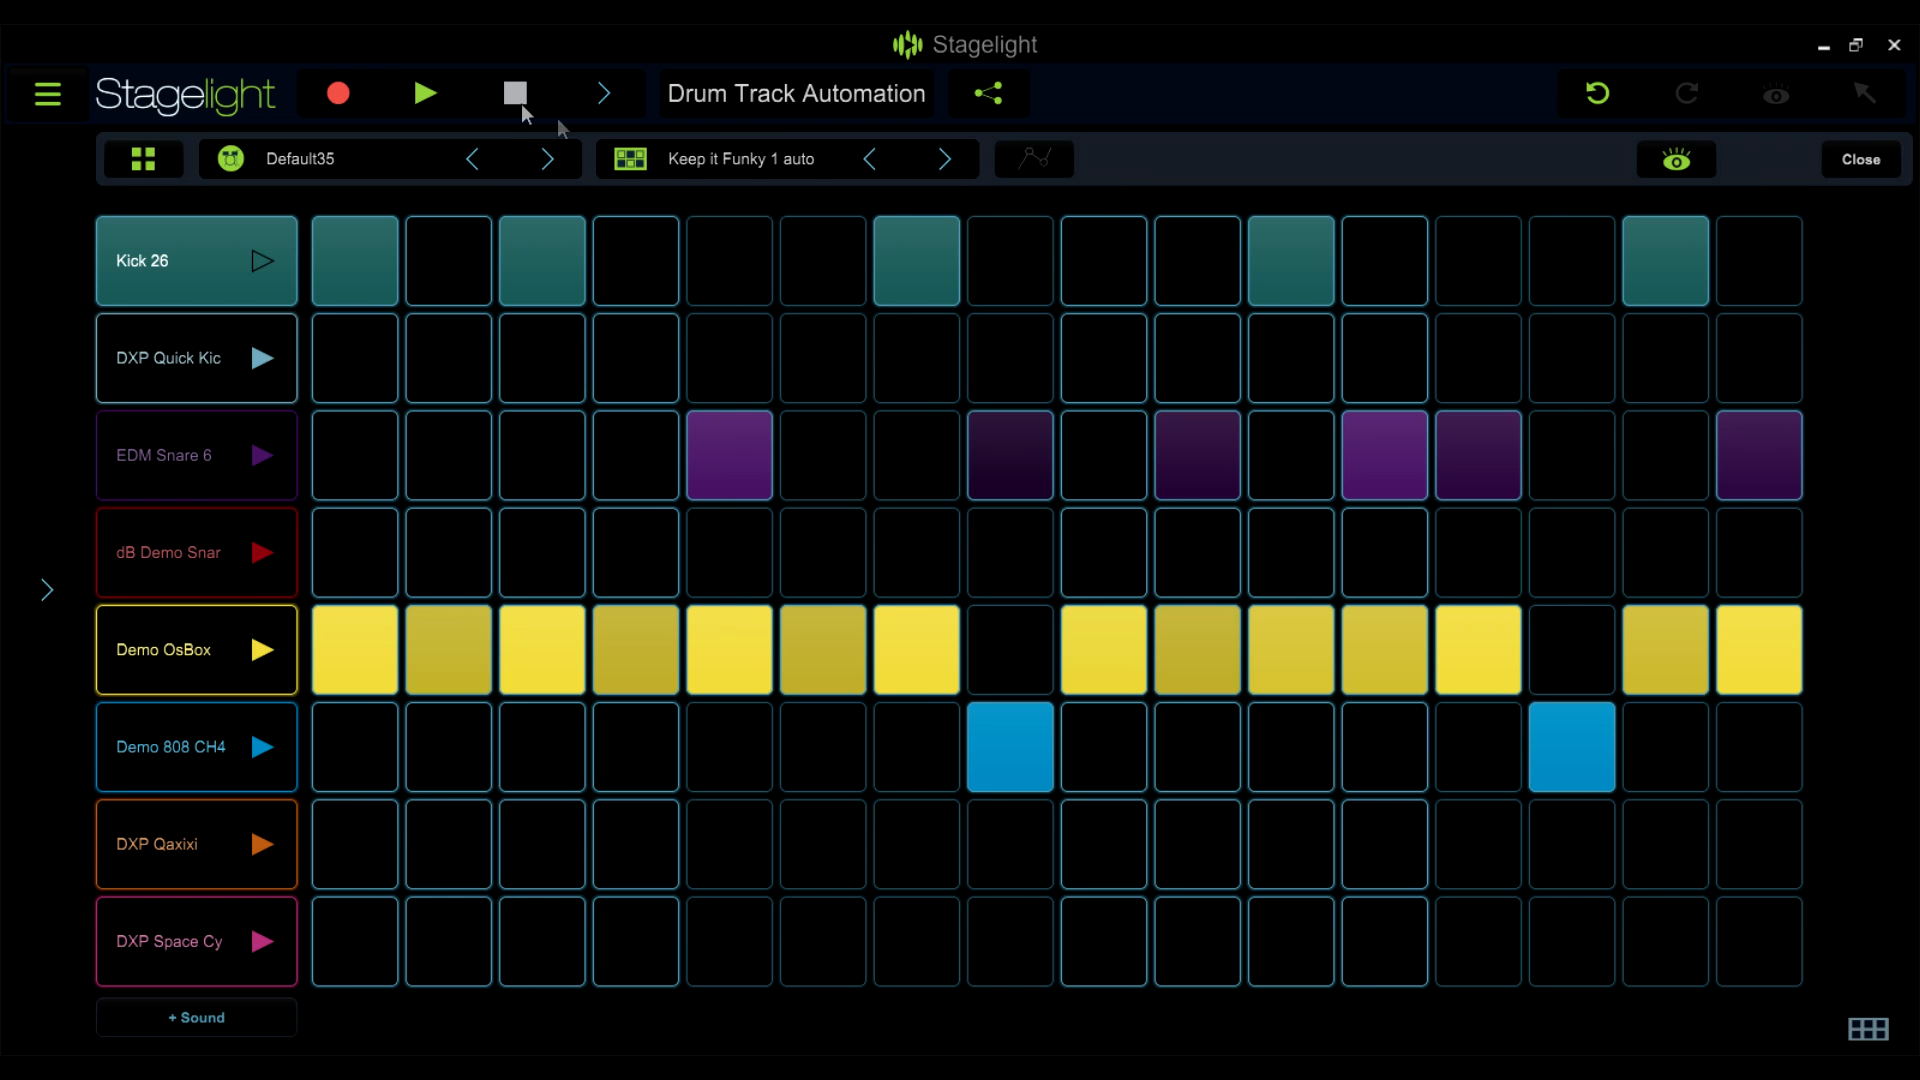 Stagelight
Stagelight
Drum Track Automation
Default35
Keep it Funky 1 auto
Close
Kick 26
DXP Quick Kic
EDM Snare 6
dB Demo Snar
Demo OsBox
Demo 808 CH4
DXP Qaxixi
DXP Space Cy
+ Sound